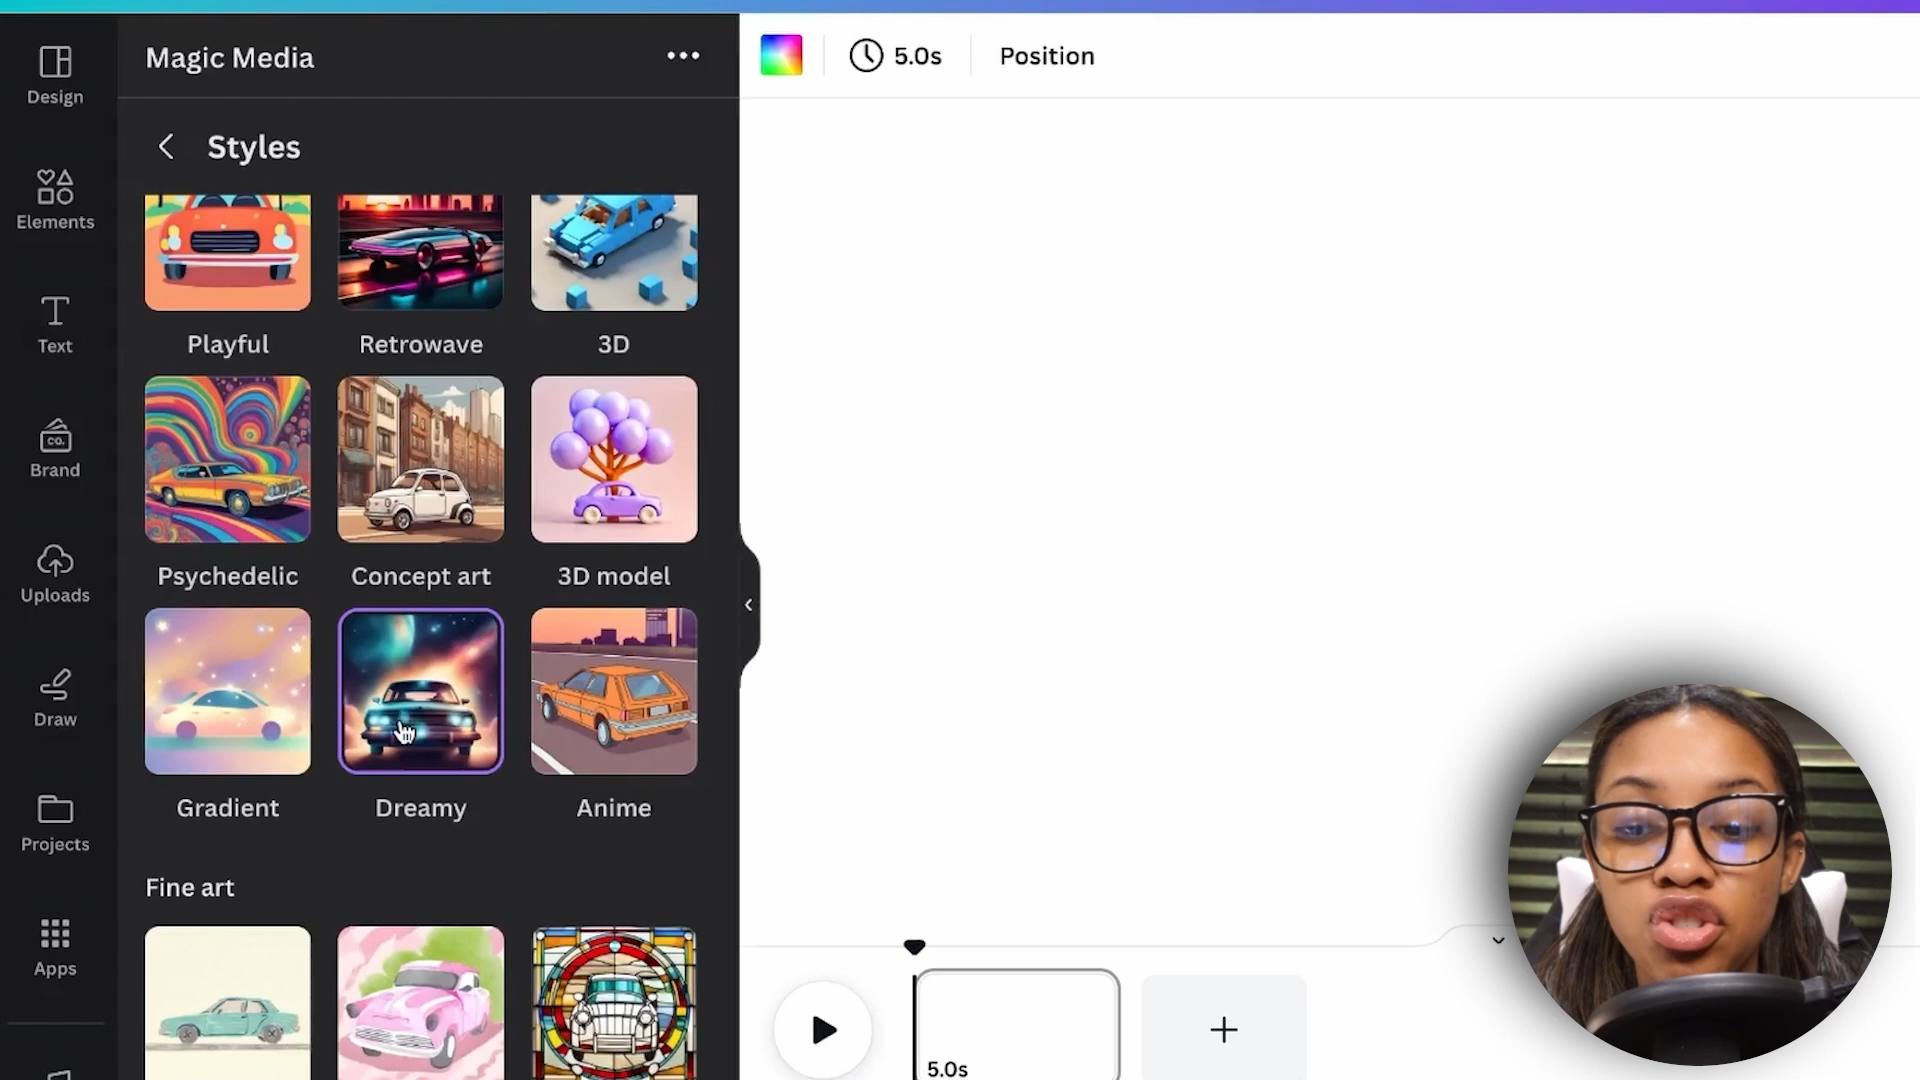 Design
Elements
Text
CO.
Brand
Uploads
Draw
Projects
Apps
Magic Media
Styles
Playful
Retrowave
3D
Psychedelic
Concept art
3D model
Gradient
Dreamy
Anime
Fine art
5.0s
Position
5.0s